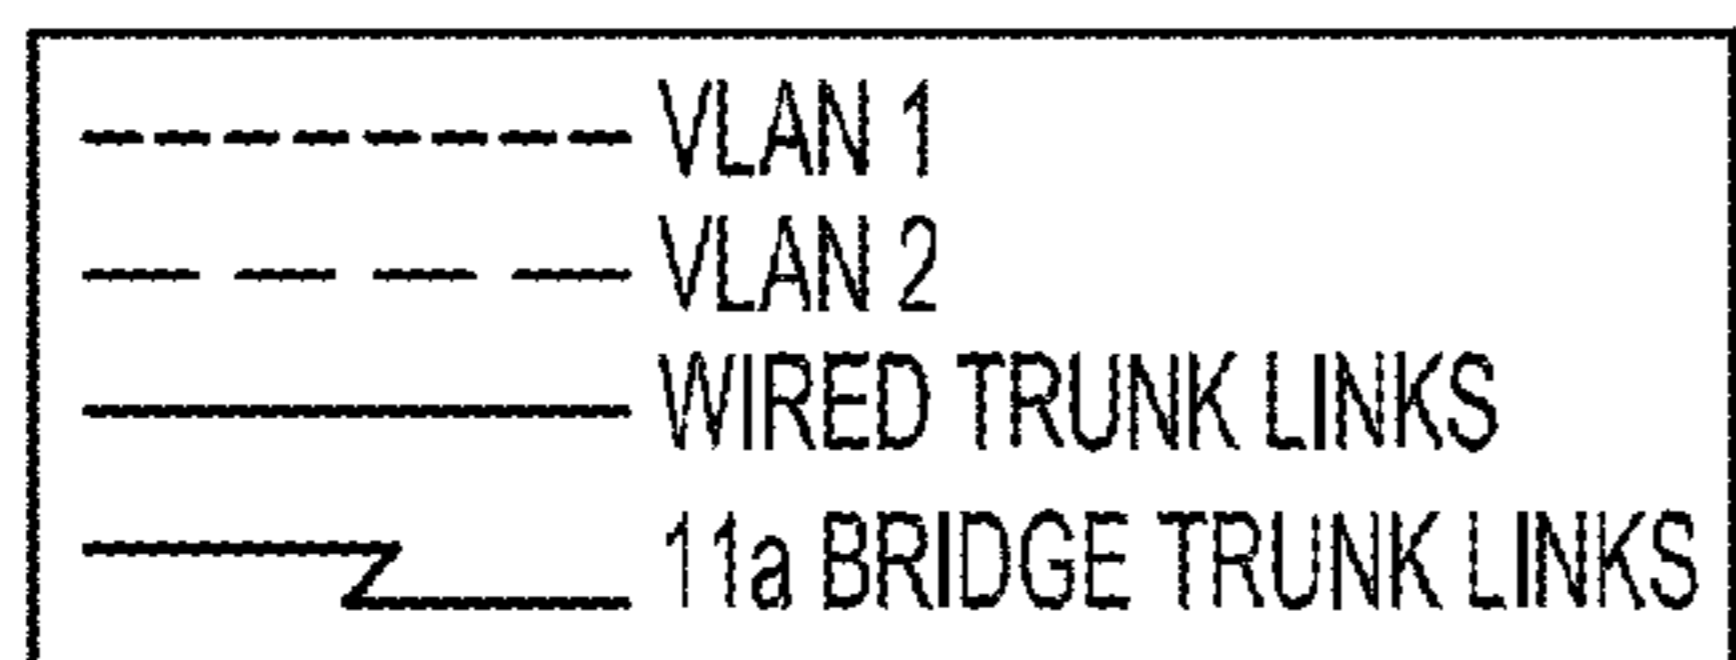 VLAN 1
VLAN 2
WIRED TRUNK LINKS
11a BRIDGE TRUNK LINKS